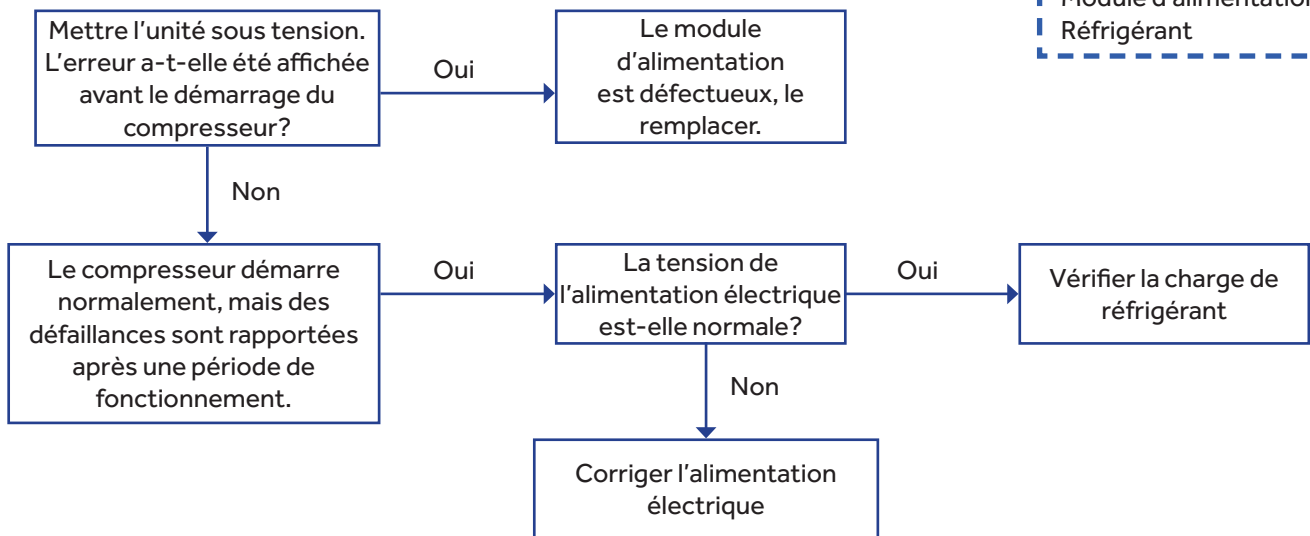 Module d'alimentation
Réfrigérant
Mettre l'unité sous tension.
L'erreur a-t-elle été affichée
avant le démarrage du
compresseur?
Oui
Le module
d'alimentation
est défectueux, le
remplacer.
Non
Le compresseur démarre
normalement, mais des
défaillances sont rapportées
après une période de
fonctionnement.
Oui
La tension de
l'alimentation électrique
est-elle normale?
Oui
Vérifier la charge de
réfrigérant
Non
Corriger l'alimentation
électrique